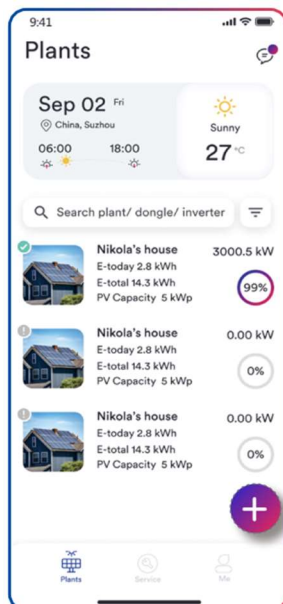 9:41
Plants
Sep 02 Fri
China, Suzhou
06:00 18:00
Sunny
27 °C
Search plant/ dongle/ inverter
Nikola's house 3000.5 kW
E-today 2.8 kWh
E-total 14.3 kWh
PV Capacity 5 kWp
99%
Nikola's house 0.00 kW
E-today 2.8 kWh
E-total 14.3 kWh
PV Capacity 5 kWp
0%
Nikola's house 0.00 kW
E-today 2.8 kWh
E-total 14.3 kWh
PV Capacity 5 kWp
0%
Plants Service Me